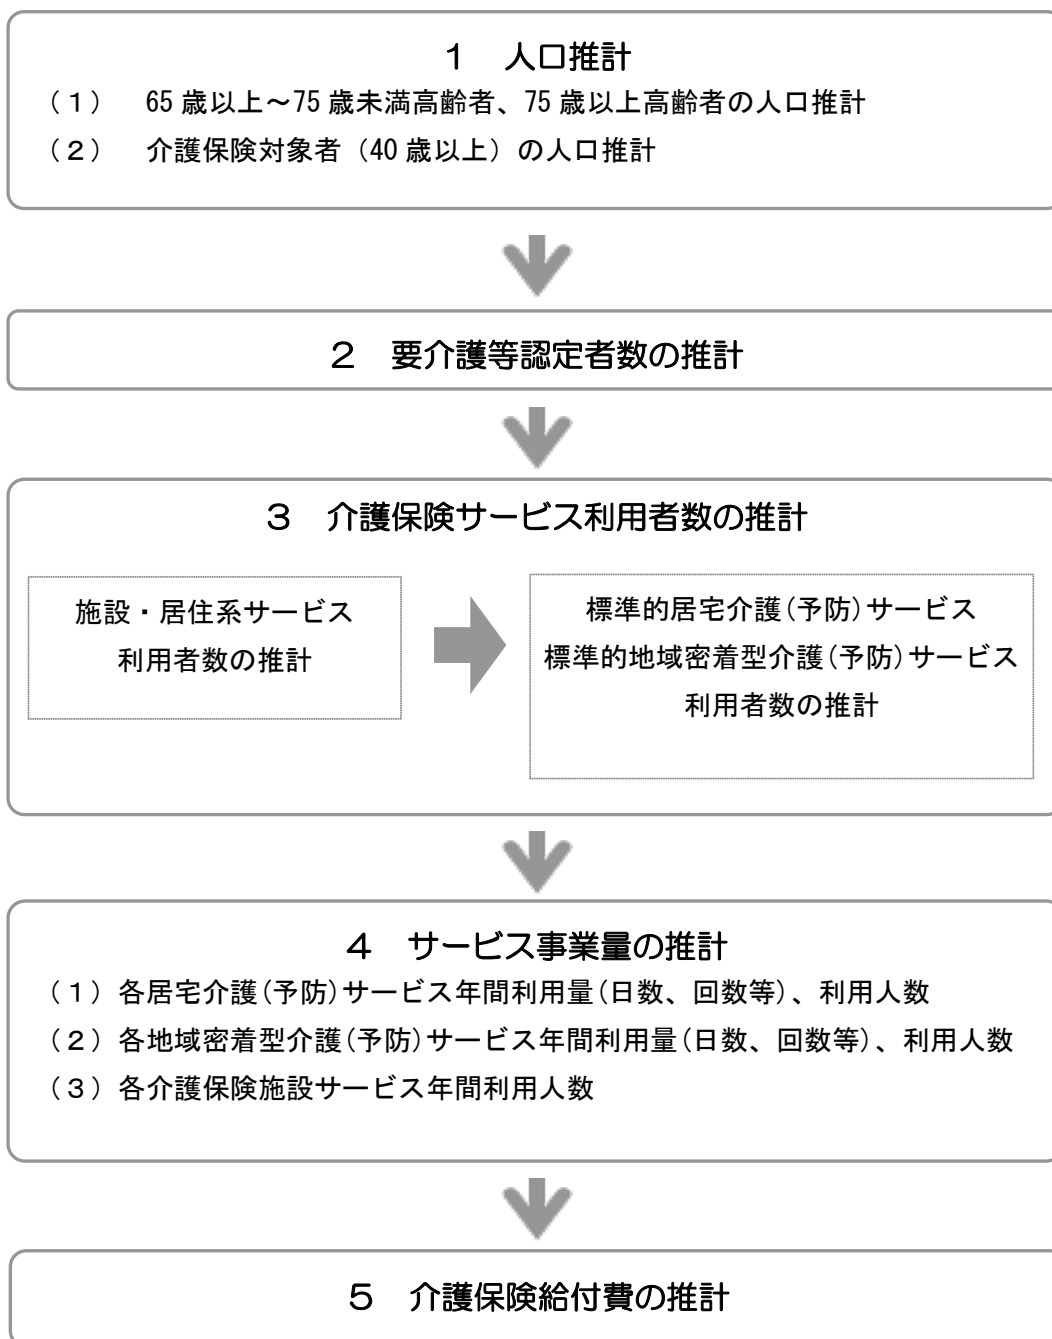 １　人口推計
（１）　65歳以上～75歳未満高齢者、75歳以上高齢者の人口推計
（２）　介護保険対象者（40歳以上）の人口推計
２　要介護等認定者数の推計
３　介護保険サービス利用者数の推計
施設・居住系サービス
利用者数の推計
標準的居宅介護(予防)サービス
標準的地域密着型介護(予防)サービス
利用者数の推計
４　サービス事業量の推計
（１）各居宅介護(予防)サービス年間利用量(日数、回数等)、利用人数
（２）各地域密着型介護(予防)サービス年間利用量(日数、回数等)、利用人数
（３）各介護保険施設サービス年間利用人数
５　介護保険給付費の推計